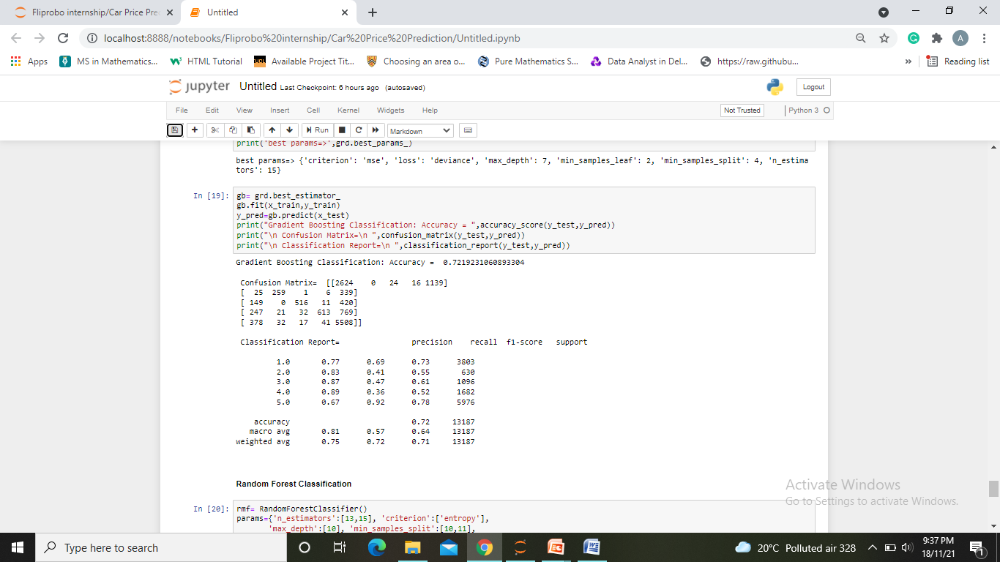 Fliprobo internship/Car Price Pre
Untitled
localhost:8888/notebooks/Fliprobo%20internship/Car%20Price%20Prediction/Untitled.ipynb
A
Apps
MS in Mathematics...
HTML Tutorial
Available Project Tit...
Choosing an area o...
Pure Mathematics S...
Data Analyst in Del...
https://raw.githubu...
»
Reading list
jupyter Untitled Last Checkpoint: 6 hours ago (autosaved)
Logout
File Edit View Insert Cell Kernel Widgets Help
Not Trusted
Python 3
Run
Markdown
print('best params=>',grd.best_params_)
best params=> {'criterion': 'mse', 'loss': 'deviance', 'max_depth': 7, 'min_samples_leaf': 2, 'min_samples_split': 4, 'n_estima
tors': 15}
In [19]: gb= grd.best_estimator_
gb.fit(x_train,y_train)
y_pred=gb.predict(x_test)
print("Gradient Boosting Classification: Accuracy = ",accuracy_score(y_test,y_pred))
print("\n Confusion Matrix=\n ",confusion_matrix(y_test,y_pred))
print("\n Classification Report=\n ",classification_report(y_test,y_pred))
Gradient Boosting Classification: Accuracy =  0.7219231060893304
Confusion Matrix=  [[2624    0   24   16 1139]
[  25  259    1    6  339]
[ 149    0  516   11  420]
[ 247   21   32  613  769]
[ 378   32   17   41 5508]]
Classification Report=               precision    recall  f1-score   support
1.0       0.77      0.69      0.73      3803
2.0       0.83      0.41      0.55       630
3.0       0.87      0.47      0.61      1096
4.0       0.89      0.36      0.52      1682
5.0       0.67      0.92      0.78      5976
accuracy                           0.72     13187
macro avg       0.81      0.57      0.64     13187
weighted avg       0.75      0.72      0.71     13187
Random Forest Classification
In [20]: rmf= RandomForestClassifier()
params={'n_estimators':[13,15], 'criterion':['entropy'],
'max_depth':[10], 'min_samples_split':[10,11],
Activate Windows
Go to Settings to activate Windows.
Type here to search
20°C Polluted air 328
9:37 PM
18/11/21
1